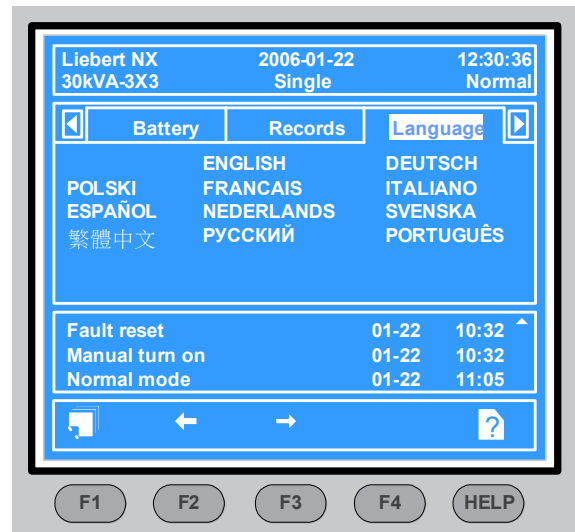 Liebert NX 2006-01-22 12:30:36
30kVA-3X3 Single Normal
Battery Records Language
ENGLISH DEUTSCH
POLSKI FRANCAIS ITALIANO
ESPAÑOL NEDERLANDS SVENSKA
繁體中文 РУССКИЙ PORTUGUÊS
Fault reset 01-22 10:32
Manual turn on 01-22 10:32
Normal mode 01-22 11:05
?
F1 F2 F3 F4 HELP